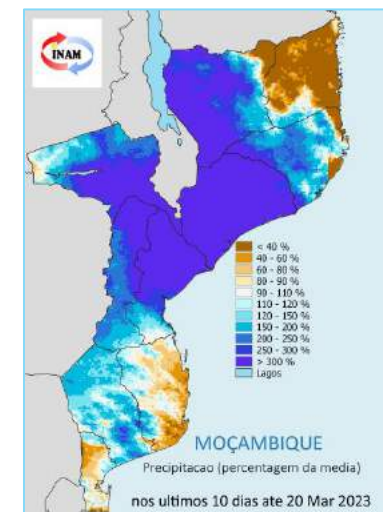 INAM
< 40 %
40 - 60 %
60 - 80 %
80 - 90 %
90 - 110 %
110 - 120 %
120 - 150 %
150 - 200 %
200 - 250 %
250 - 300 %
> 300 %
Lagos
MOÇAMBIQUE
Precipitacao (percentagem da media)
nos ultimos 10 dias ate 20 Mar 2023